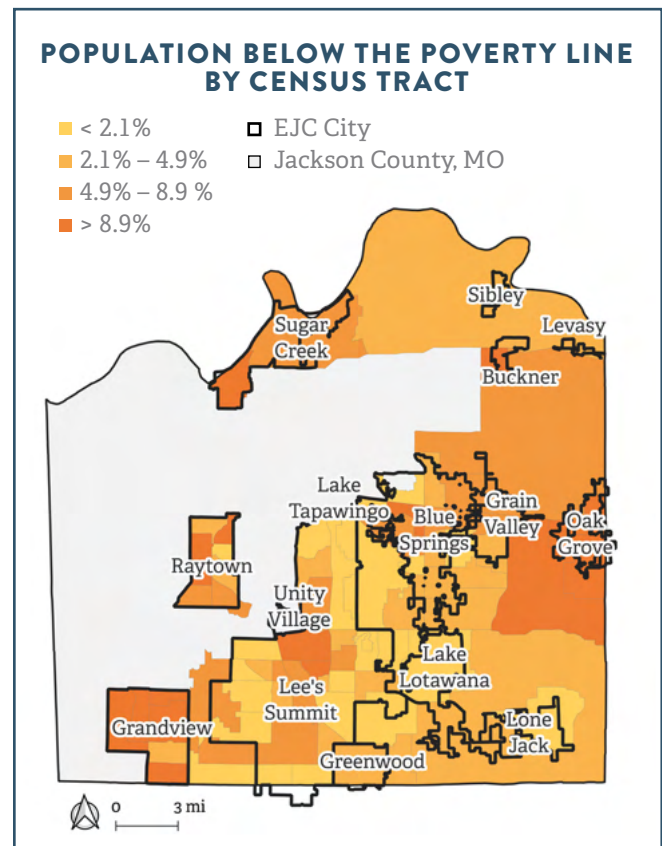 POPULATION BELOW THE POVERTY LINE
BY CENSUS TRACT
< 2.1%
2.1% – 4.9%
4.9% – 8.9 %
> 8.9%
EJC City
Jackson County, MO
Sibley
Sugar
Creek
Levasy
Buckner
Lake
Tapawingo
Blue
Springs
Grain
Valley
Oak
Grove
Raytown
Unity
Village
Lake
Lotawana
Lee's
Summit
Lone
Jack
Grandview
Greenwood
0 3 mi